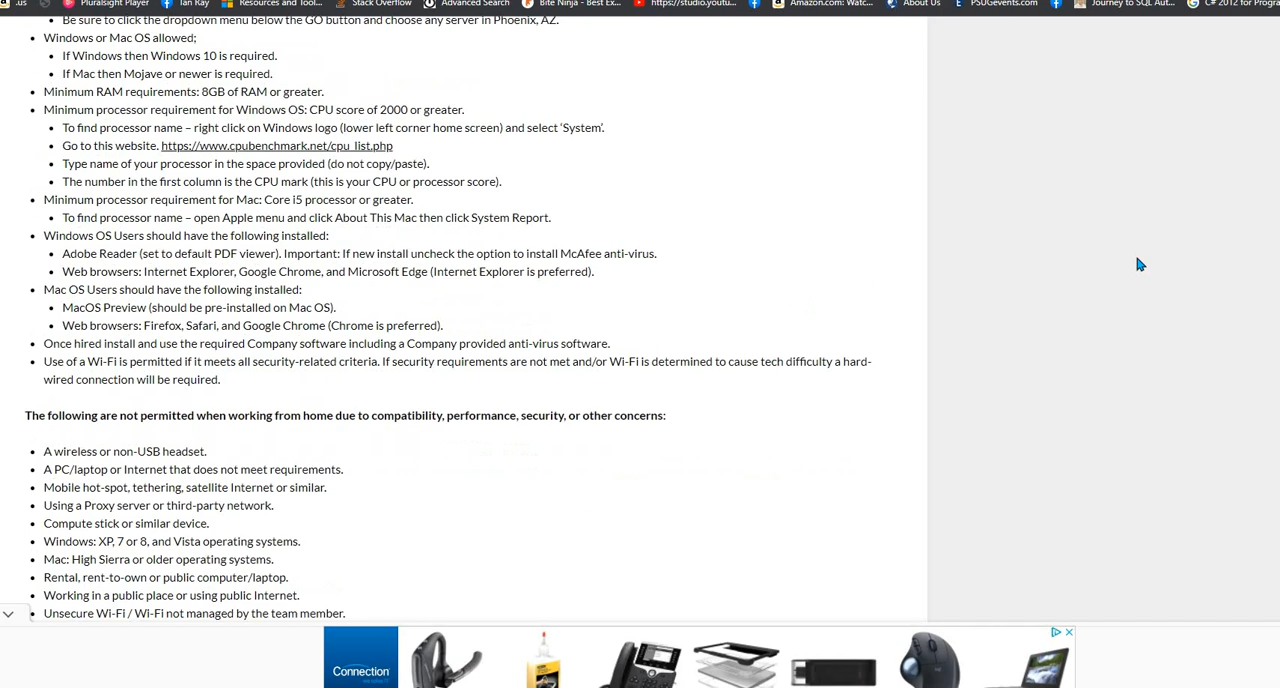 .us Pluralsight Player Ian Ray Resources and Tool... Stack Overflow Advanced Search Bite Ninja - Best Ex... https://studio.youtu... Amazon.com: Watc... About Us PSUGevents.com Journey to SQL Aut... C# 2012 for Progra
Be sure to click the dropdown menu below the GO button and choose any server in Phoenix, AZ.
• Windows or Mac OS allowed;
• If Windows then Windows 10 is required.
• If Mac then Mojave or newer is required.
• Minimum RAM requirements: 8GB of RAM or greater.
• Minimum processor requirement for Windows OS: CPU score of 2000 or greater.
• To find processor name – right click on Windows logo (lower left corner home screen) and select 'System'.
• Go to this website. https://www.cpubenchmark.net/cpu_list.php
• Type name of your processor in the space provided (do not copy/paste).
• The number in the first column is the CPU mark (this is your CPU or processor score).
• Minimum processor requirement for Mac: Core i5 processor or greater.
• To find processor name – open Apple menu and click About This Mac then click System Report.
• Windows OS Users should have the following installed:
• Adobe Reader (set to default PDF viewer). Important: If new install uncheck the option to install McAfee anti-virus.
• Web browsers: Internet Explorer, Google Chrome, and Microsoft Edge (Internet Explorer is preferred).
• Mac OS Users should have the following installed:
• MacOS Preview (should be pre-installed on Mac OS).
• Web browsers: Firefox, Safari, and Google Chrome (Chrome is preferred).
• Once hired install and use the required Company software including a Company provided anti-virus software.
• Use of a Wi-Fi is permitted if it meets all security-related criteria. If security requirements are not met and/or Wi-Fi is determined to cause tech difficulty a hard-
wired connection will be required.
The following are not permitted when working from home due to compatibility, performance, security, or other concerns:
• A wireless or non-USB headset.
• A PC/laptop or Internet that does not meet requirements.
• Mobile hot-spot, tethering, satellite Internet or similar.
• Using a Proxy server or third-party network.
• Compute stick or similar device.
• Windows: XP, 7 or 8, and Vista operating systems.
• Mac: High Sierra or older operating systems.
• Rental, rent-to-own or public computer/laptop.
• Working in a public place or using public Internet.
• Unsecure Wi-Fi / Wi-Fi not managed by the team member.
Connection